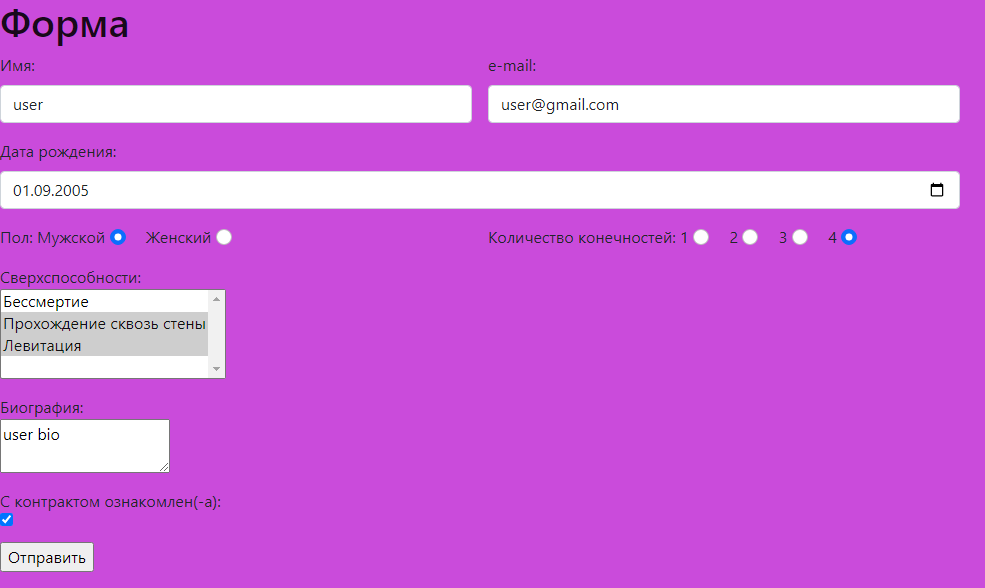 Форма
Имя: e-mail:
user user@gmail.com
Дата рождения:
01.09.2005
Пол: Мужской Женский Количество конечностей: 1 2 3 4
Сверхспособности:
Бессмертие
Прохождение сквозь стены
Левитация
Биография:
user bio
С контрактом ознакомлен(-а):
Отправить